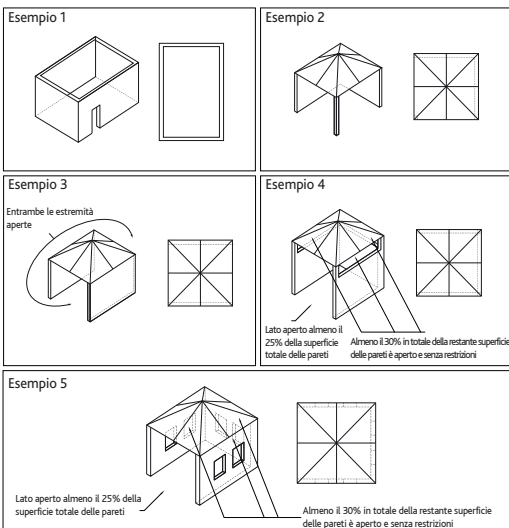 Esempio 1
Esempio 2
Esempio 3
Entrambe le estremità
aperte
Esempio 4
Lato aperto almeno il
25% della superficie
totale delle pareti
Almeno il 30% in totale della restante superficie
delle pareti è aperto e senza restrizioni
Esempio 5
Lato aperto almeno il 25% della
superficie totale delle pareti
Almeno il 30% in totale della restante superficie
delle pareti è aperto e senza restrizioni